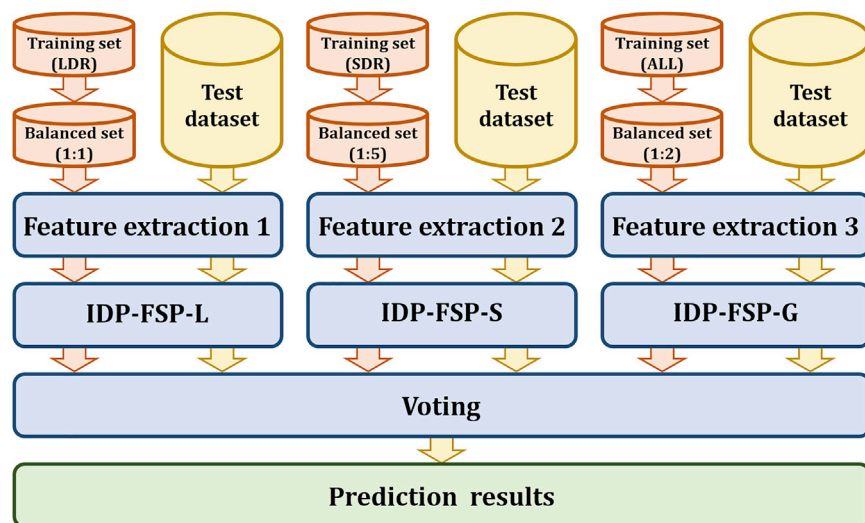 Training set
(LDR)
Test
dataset
Balanced set
(1:1)
Training set
(SDR)
Test
dataset
Balanced set
(1:5)
Training set
(ALL)
Test
dataset
Balanced set
(1:2)
Feature extraction 1
Feature extraction 2
Feature extraction 3
IDP-FSP-L
IDP-FSP-S
IDP-FSP-G
Voting
Prediction results